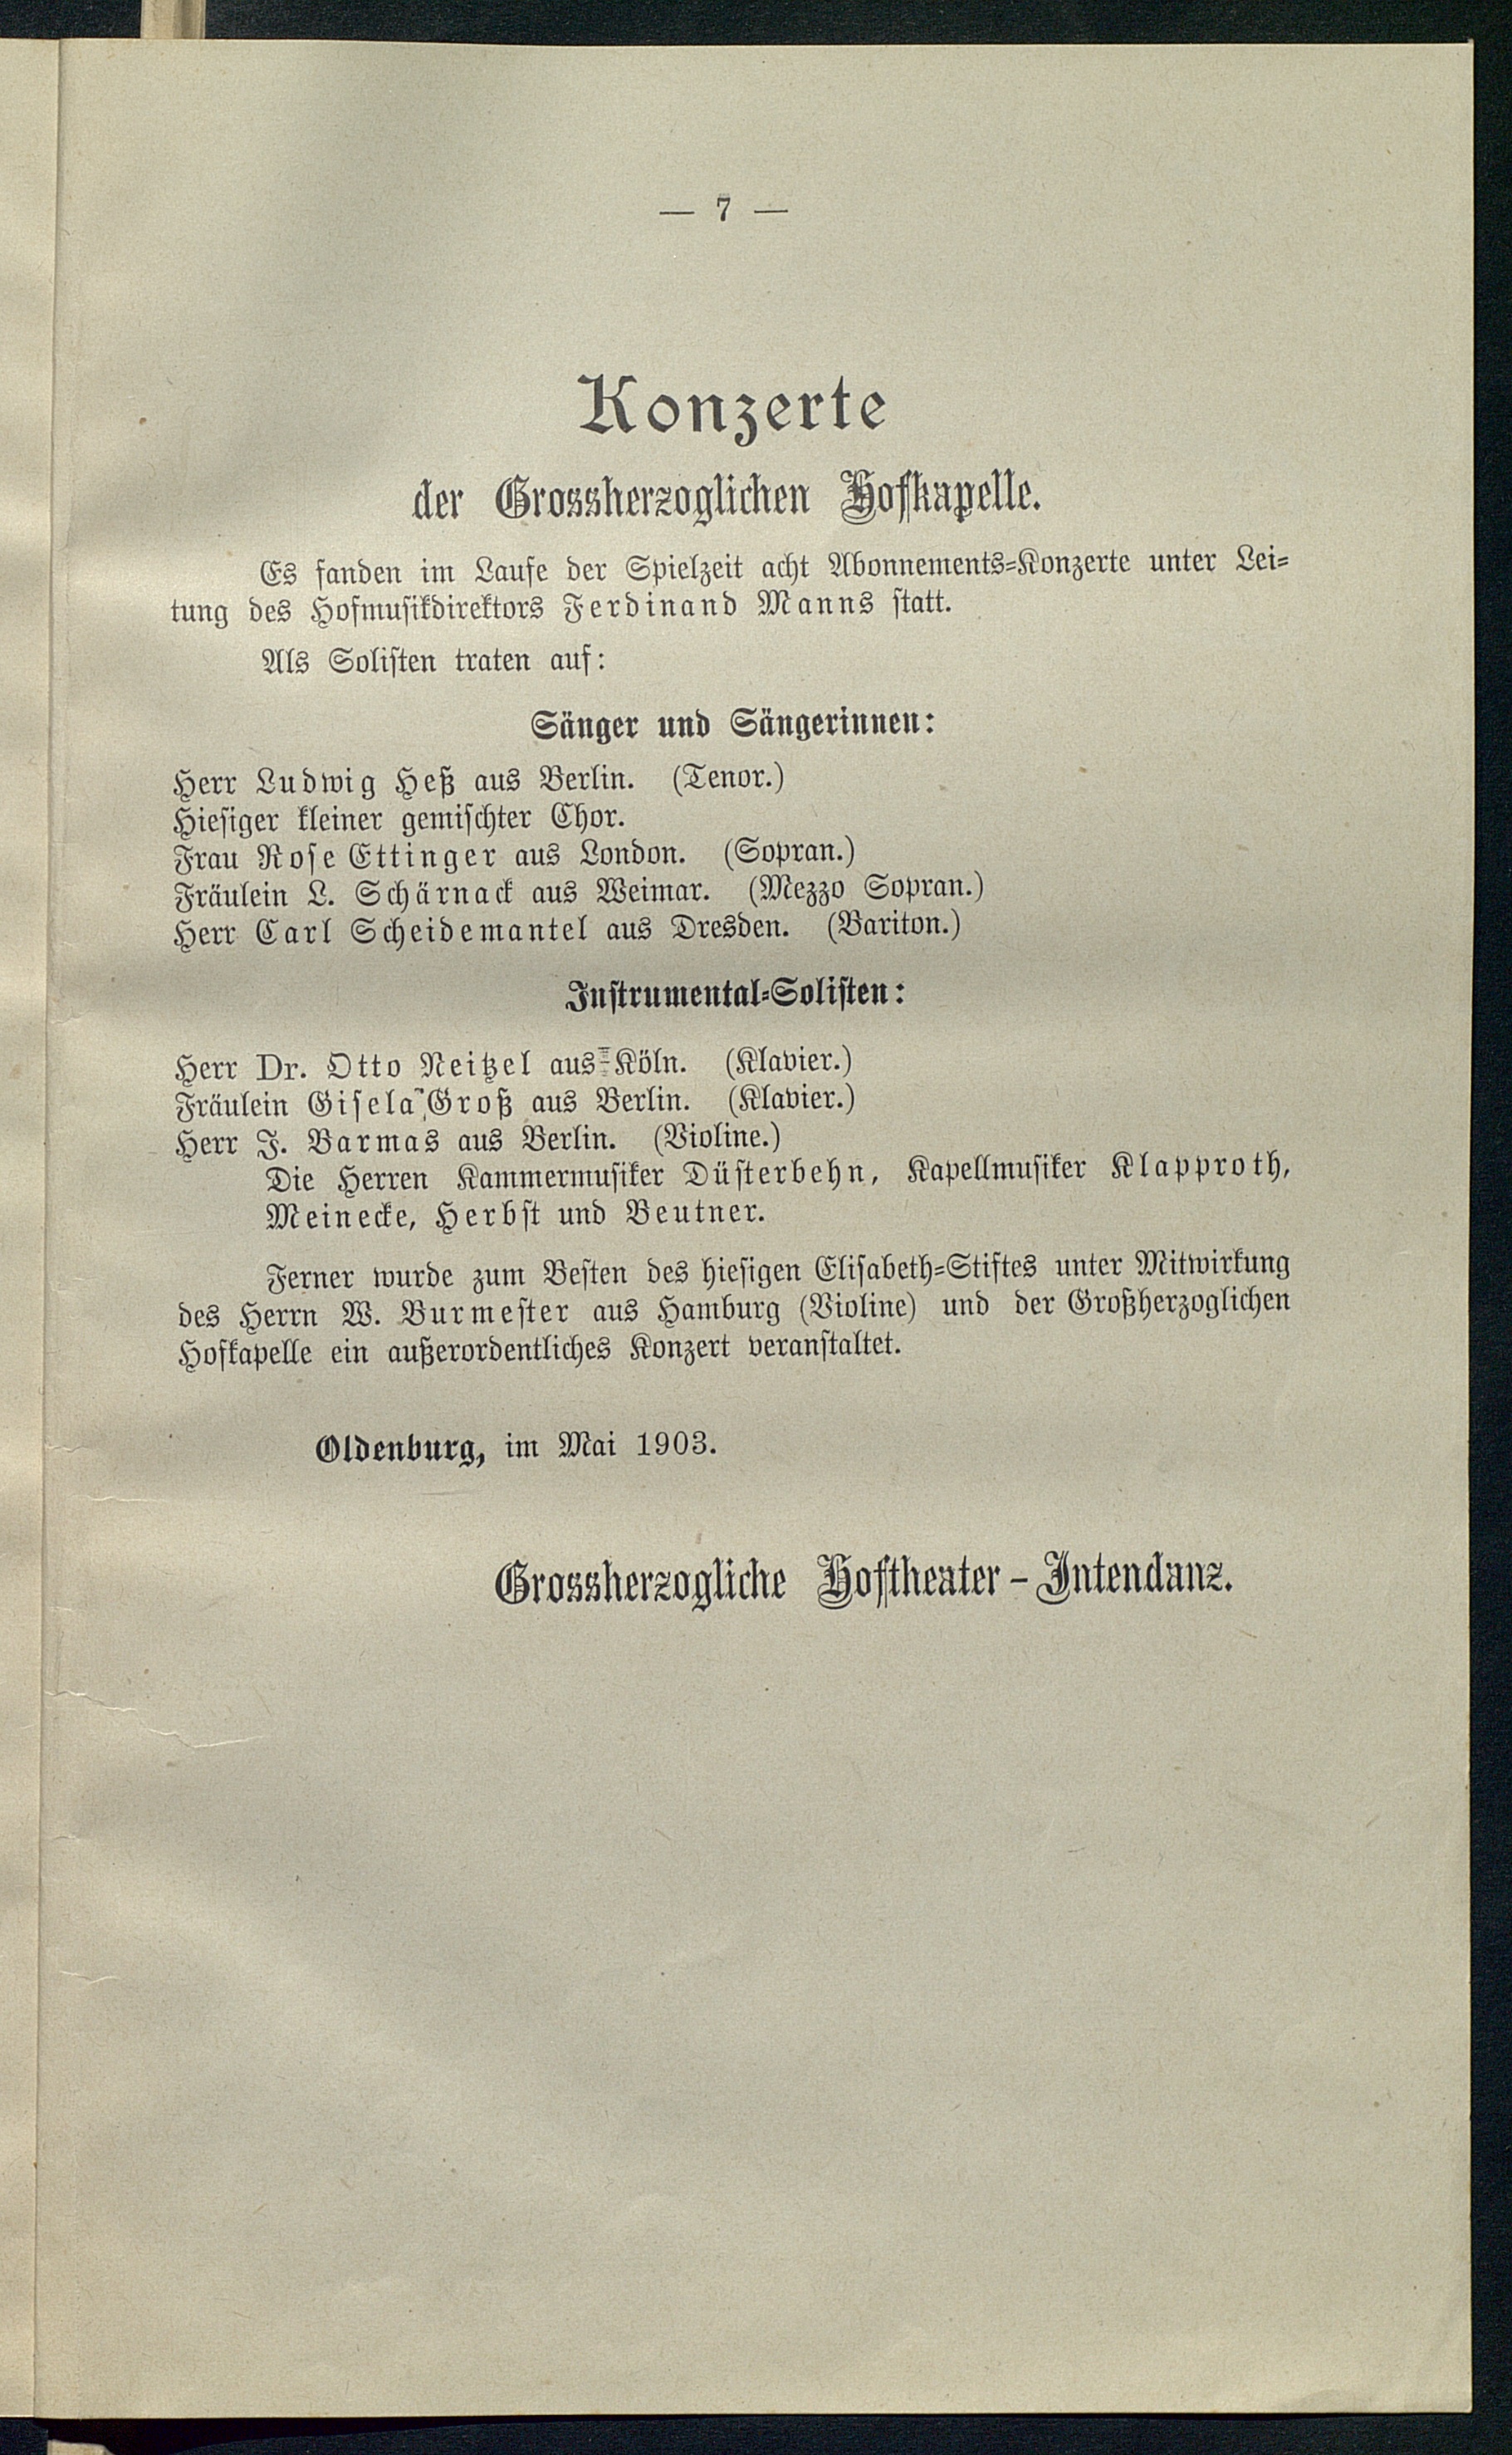 — 7 —
Konzerte
der Grossherzoglichen Hofkapelle.
Es fanden im Laufe der Spielzeit acht Abonnements-Konzerte unter Lei-
tung des Hofmusikdirektors Ferdinand Manns statt.
Als Solisten traten auf:
Sänger und Sängerinnen:
Herr Ludwig Heß aus Berlin. (Tenor.)
Hiesiger kleiner gemischter Chor.
Frau Rose Ettinger aus London. (Sopran.)
Fräulein L. Schärnack aus Weimar. (Mezzo Sopran.)
Herr Carl Scheidemantel aus Dresden. (Bariton.)
Instrumental-Solisten:
Herr Dr. Otto Neitzel aus Köln. (Klavier.)
Fräulein Gisela Groß aus Berlin. (Klavier.)
Herr J. Barmas aus Berlin. (Violine.)
Die Herren Kammermusiker Düsterbehn, Kapellmusiker Klapproth,
Meinecke, Herbst und Beutner.
Ferner wurde zum Besten des hiesigen Elisabeth-Stiftes unter Mitwirkung
des Herrn W. Burmester aus Hamburg (Violine) und der Großherzoglichen
Hofkapelle ein außerordentliches Konzert veranstaltet.
Oldenburg, im Mai 1903.
Grossherzogliche Hoftheater-Intendanz.